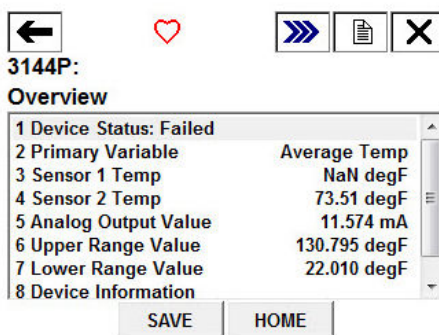 3144P:
Overview
1 Device Status: Failed
2 Primary Variable Average Temp
3 Sensor 1 Temp NaN degF
4 Sensor 2 Temp 73.51 degF
5 Analog Output Value 11.574 mA
6 Upper Range Value 130.795 degF
7 Lower Range Value 22.010 degF
8 Device Information
SAVE HOME